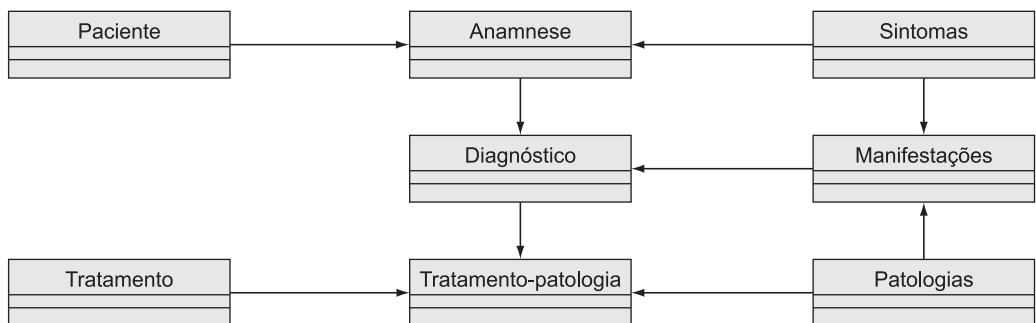 Paciente
Anamnese
Sintomas
Diagnóstico
Manifestações
Tratamento
Tratamento-patologia
Patologias